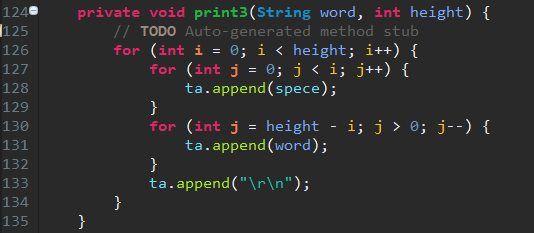 124 private void print3(String word, int height) {
125 // TODO Auto-generated method stub
126 for (int i = 0; i < height; i++) {
127 for (int j = 0; j < i; j++) {
128 ta.append(spece);
129 }
130 for (int j = height - i; j > 0; j--) {
131 ta.append(word);
132 }
133 ta.append("\r\n");
134 }
135 }